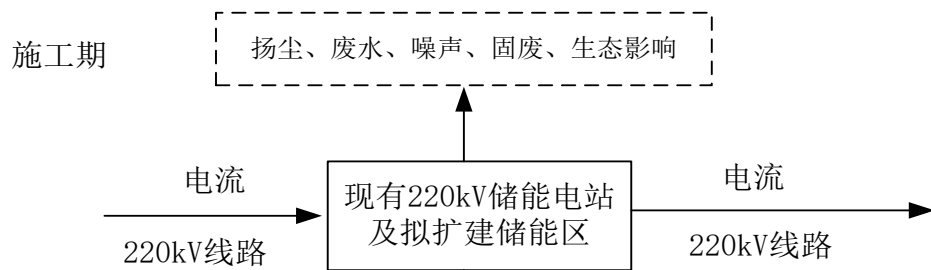 施工期
扬尘、废水、噪声、固废、生态影响
电流
220kV线路
现有220kV储能电站
及拟扩建储能区
电流
220kV线路